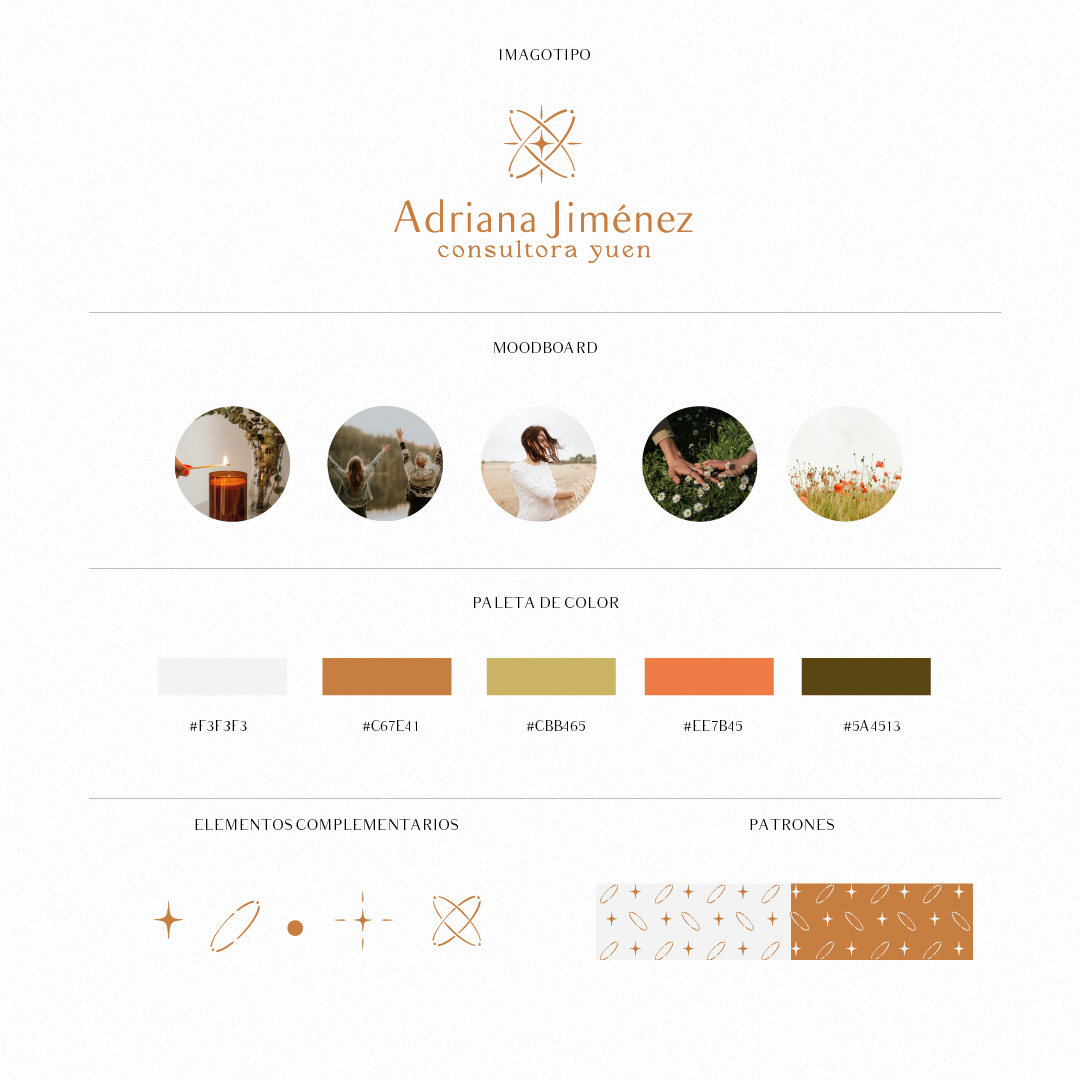 IMAGOTIPO
Adriana Jiménez
consultora yuen
MOODBOARD
PALETA DE COLOR
#F3F3F3
#C67E41
#CBB465
#EE7B45
#5A4513
ELEMENTOS COMPLEMENTARIOS
PATRONES